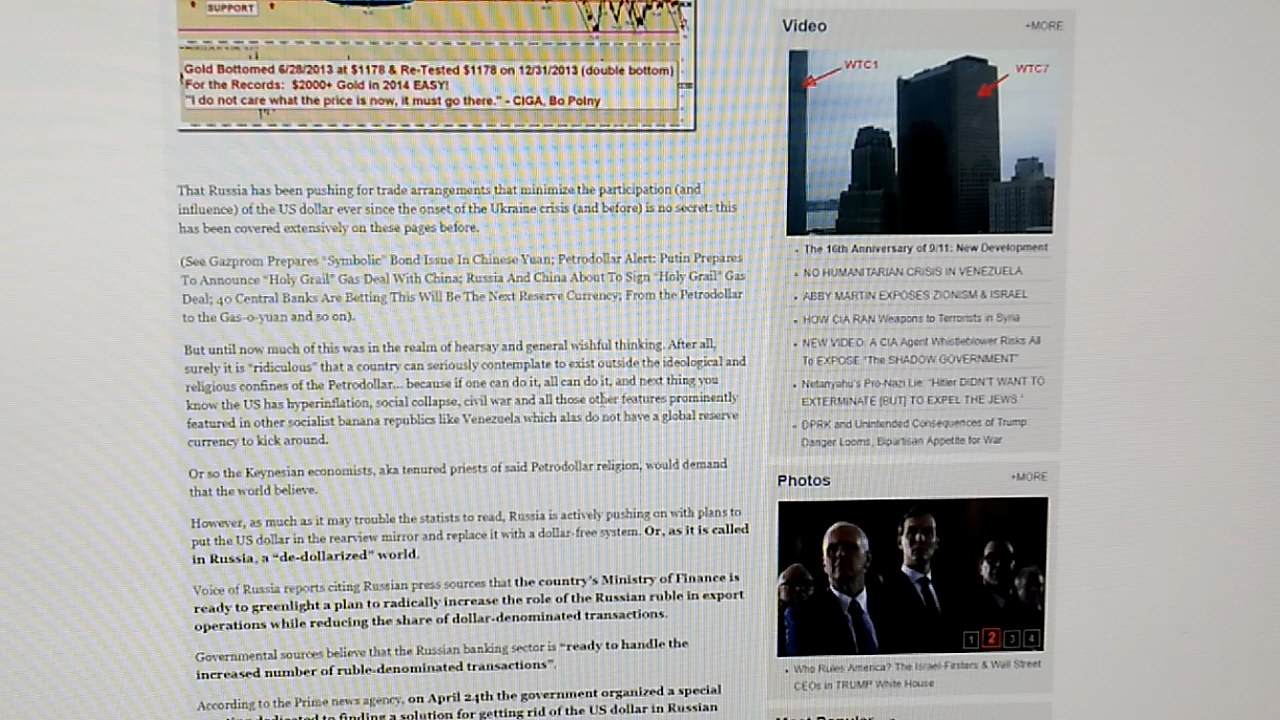 SUPPORT
Gold Bottomed 6/28/2013 at $1178 & Re-Tested $1178 on 12/31/2013 (double bottom)
For the Records: $2000+ Gold in 2014 EASY!
"I do not care what the price is now, it must go there." - CIGA, Bo Polny
That Russia has been pushing for trade arrangements that minimize the participation (and
influence) of the US dollar ever since the onset of the Ukraine crisis (and before) is no secret: this
has been covered extensively on these pages before.
(See Gazprom Prepares "Symbolic" Bond Issue In Chinese Yuan; Petrodollar Alert: Putin Prepares
To Announce "Holy Grail" Gas Deal With China; Russia And China About To Sign "Holy Grail" Gas
Deal; 40 Central Banks Are Betting This Will Be The Next Reserve Currency; From the Petrodollar
to the Gas-o-yuan and so on).
But until now much of this was in the realm of hearsay and general wishful thinking. After all,
surely it is "ridiculous" that a country can seriously contemplate to exist outside the ideological and
religious confines of the Petrodollar... because if one can do it, all can do it, and next thing you
know the US has hyperinflation, social collapse, civil war and all those other features prominently
featured in other socialist banana republics like Venezuela which alas do not have a global reserve
currency to kick around.
Or so the Keynesian economists, aka tenured priests of said Petrodollar religion, would demand
that the world believe.
However, as much as it may trouble the statists to read, Russia is actively pushing on with plans to
put the US dollar in the rearview mirror and replace it with a dollar-free system. Or, as it is called
in Russia, a "de-dollarized" world.
Voice of Russia reports citing Russian press sources that the country's Ministry of Finance is
ready to greenlight a plan to radically increase the role of the Russian ruble in export
operations while reducing the share of dollar-denominated transactions.
Governmental sources believe that the Russian banking sector is "ready to handle the
increased number of ruble-denominated transactions".
According to the Prime news agency, on April 24th the government organized a special
dedicated to finding a solution for getting rid of the US dollar in Russian
Video
+MORE
WTC1
WTC7
The 16th Anniversary of 9/11: New Development
NO HUMANITARIAN CRISIS IN VENEZUELA
ABBY MARTIN EXPOSES ZIONISM & ISRAEL
HOW CIA RAN Weapons to Terrorists in Syria
NEW VIDEO: A CIA Agent Whistleblower Risks All
To EXPOSE "The SHADOW GOVERNMENT"
Netanyahu's Pro-Nazi Lie: "Hitler DIDN'T WANT TO
EXTERMINATE [BUT] TO EXPEL THE JEWS."
DPRK and Unintended Consequences of Trump:
Danger Looms, Bipartisan Appetite for War
Photos
+MORE
1 2 3 4
Who Rules America? The Israel-Firsters & Wall Street
CEOs in TRUMP White House
Most Popular